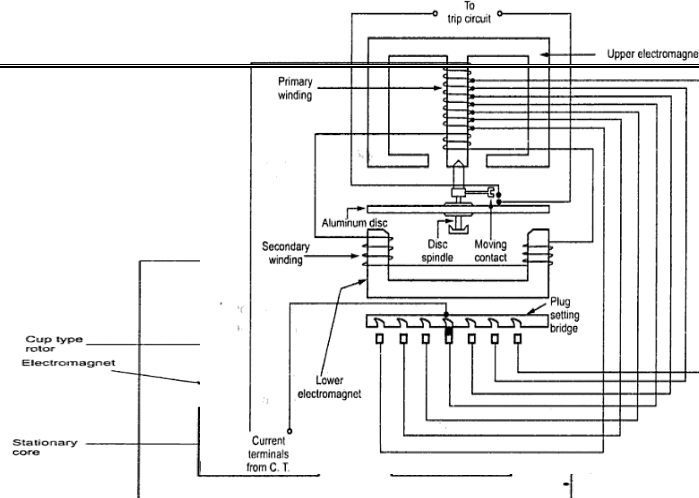 To
trip circuit
Upper electromagnet
Primary
winding
Aluminum disc
Secondary
winding
Disc
spindle
Moving
contact
Plug
setting
bridge
Cup type
rotor
Electromagnet
Lower
electromagnet
Stationary
core
Current
terminals
from C. T.